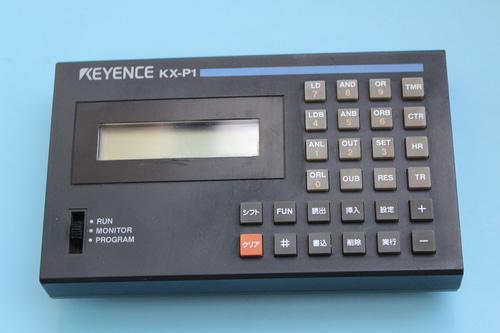 KEYENCE KX-P1
LD 7 AND 8 OR 9 TMR
LDB 4 ANB 5 ORB 6 CTR
ANL 1 OUT 2 SET 3 HR
ORL 0 OUB RES TR
シフト FUN 読出 挿入 設定 +
クリア # 書込 削除 実行 −
RUN
MONITOR
PROGRAM